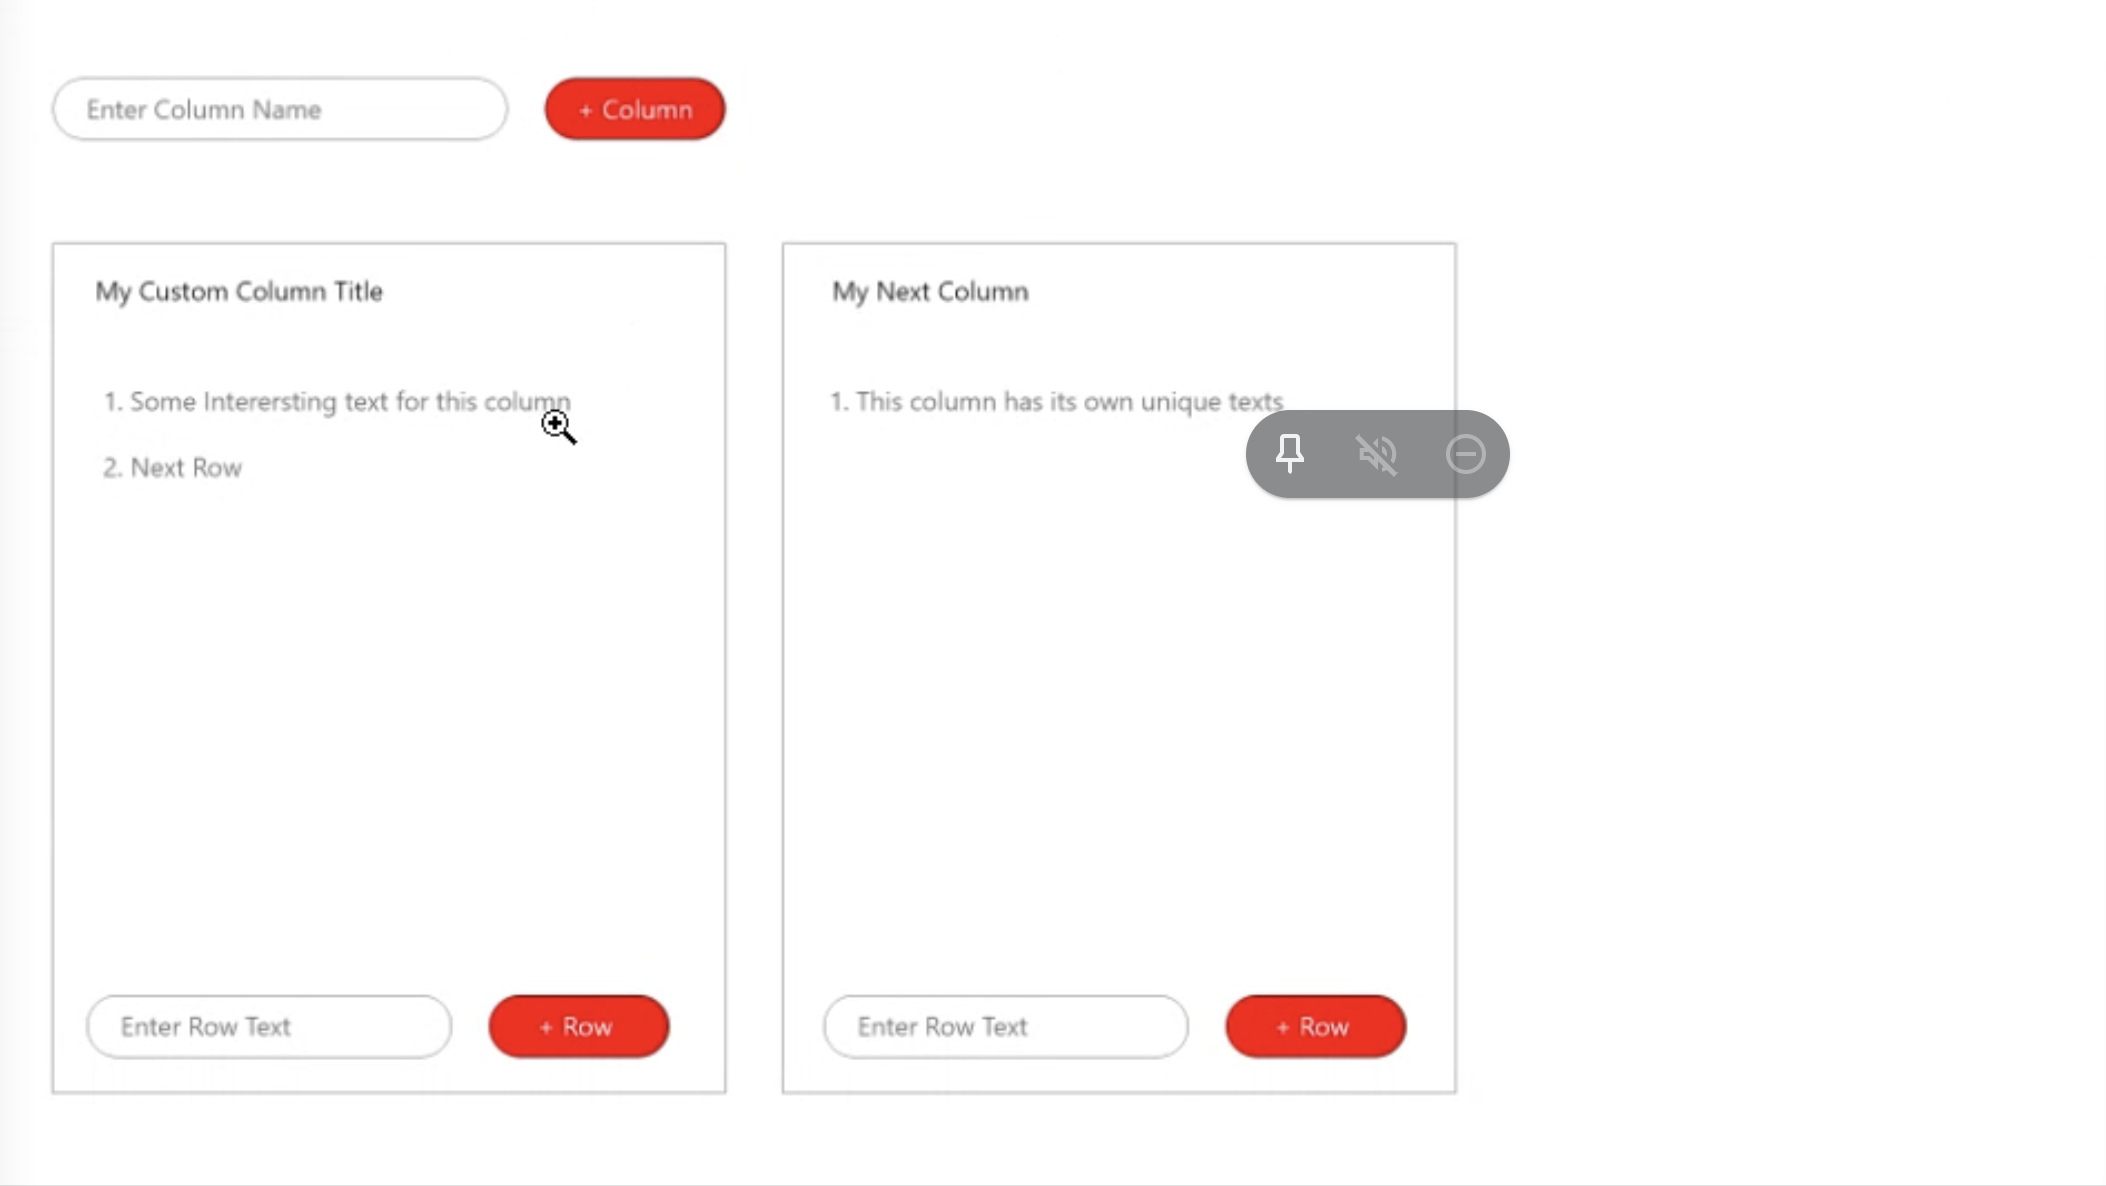 Enter Column Name
+ Column
My Custom Column Title
1. Some Interersting text for this column
2. Next Row
Enter Row Text
+ Row
My Next Column
1. This column has its own unique texts
Enter Row Text
+ Row